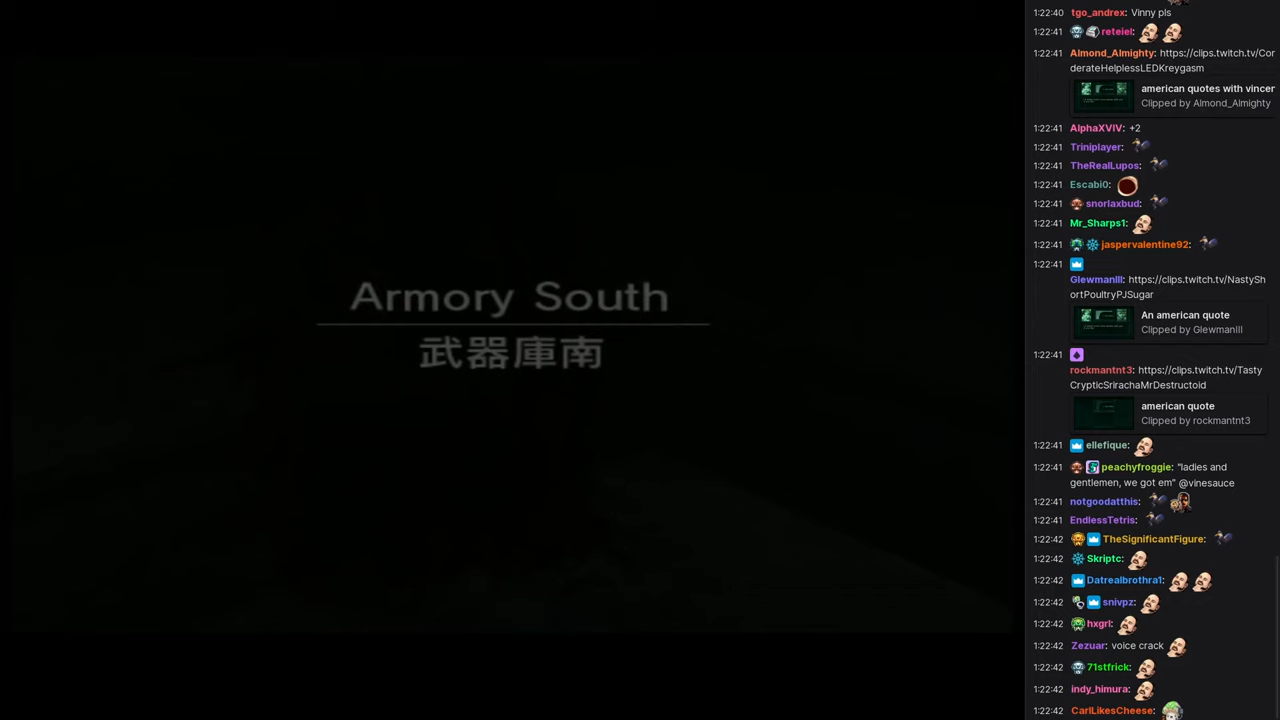 Armory South
武器庫南
1:22:40 tgo_andrex: Vinny pls
1:22:41 reteiel:
1:22:41 Almond_Almighty: https://clips.twitch.tv/Con
derateHelplessLEDKreygasm
american quotes with vincer
Clipped by Almond_Almighty
1:22:41 AlphaXVIV: +2
1:22:41 Triniplayer:
1:22:41 TheRealLupos:
1:22:41 Escabi0:
1:22:41 snorlaxbud:
1:22:41 Mr_Sharps1:
1:22:41 jaspervalentine92:
1:22:41
GlewmanIII: https://clips.twitch.tv/NastySh
ortPoultryPJSugar
An american quote
Clipped by GlewmanIII
1:22:41
rockmantnt3: https://clips.twitch.tv/Tasty
CrypticSrirachaMrDestructoid
american quote
Clipped by rockmantnt3
1:22:41 ellefique:
1:22:41 peachyfroggie: "ladies and
gentlemen, we got em" @vinesauce
1:22:41 notgoodatthis:
1:22:41 EndlessTetris:
1:22:42 TheSignificantFigure:
1:22:42 Skriptc:
1:22:42 Datrealbrothra1:
1:22:42 snivpz:
1:22:42 hxgrl:
1:22:42 Zezuar: voice crack
1:22:42 71stfrick:
1:22:42 indy_himura:
1:22:42 CarlLikesCheese: